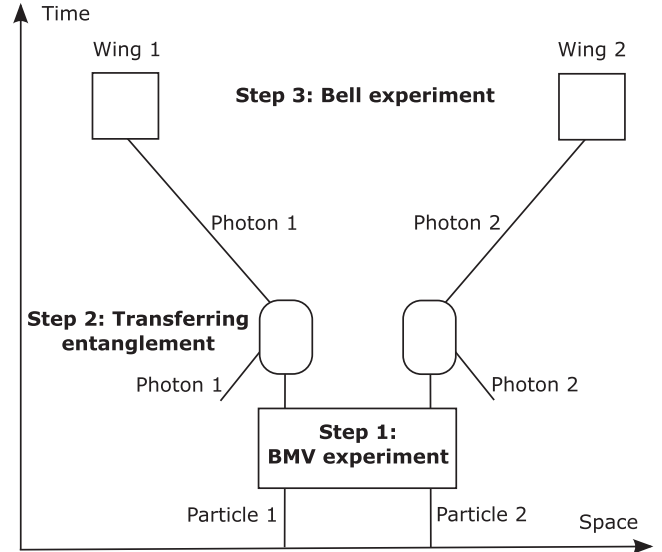 Time
Wing 1
Wing 2
Step 3: Bell experiment
Photon 1
Photon 2
Step 2: Transferring
entanglement
Photon 1
Photon 2
Step 1:
BMV experiment
Particle 1
Particle 2
Space